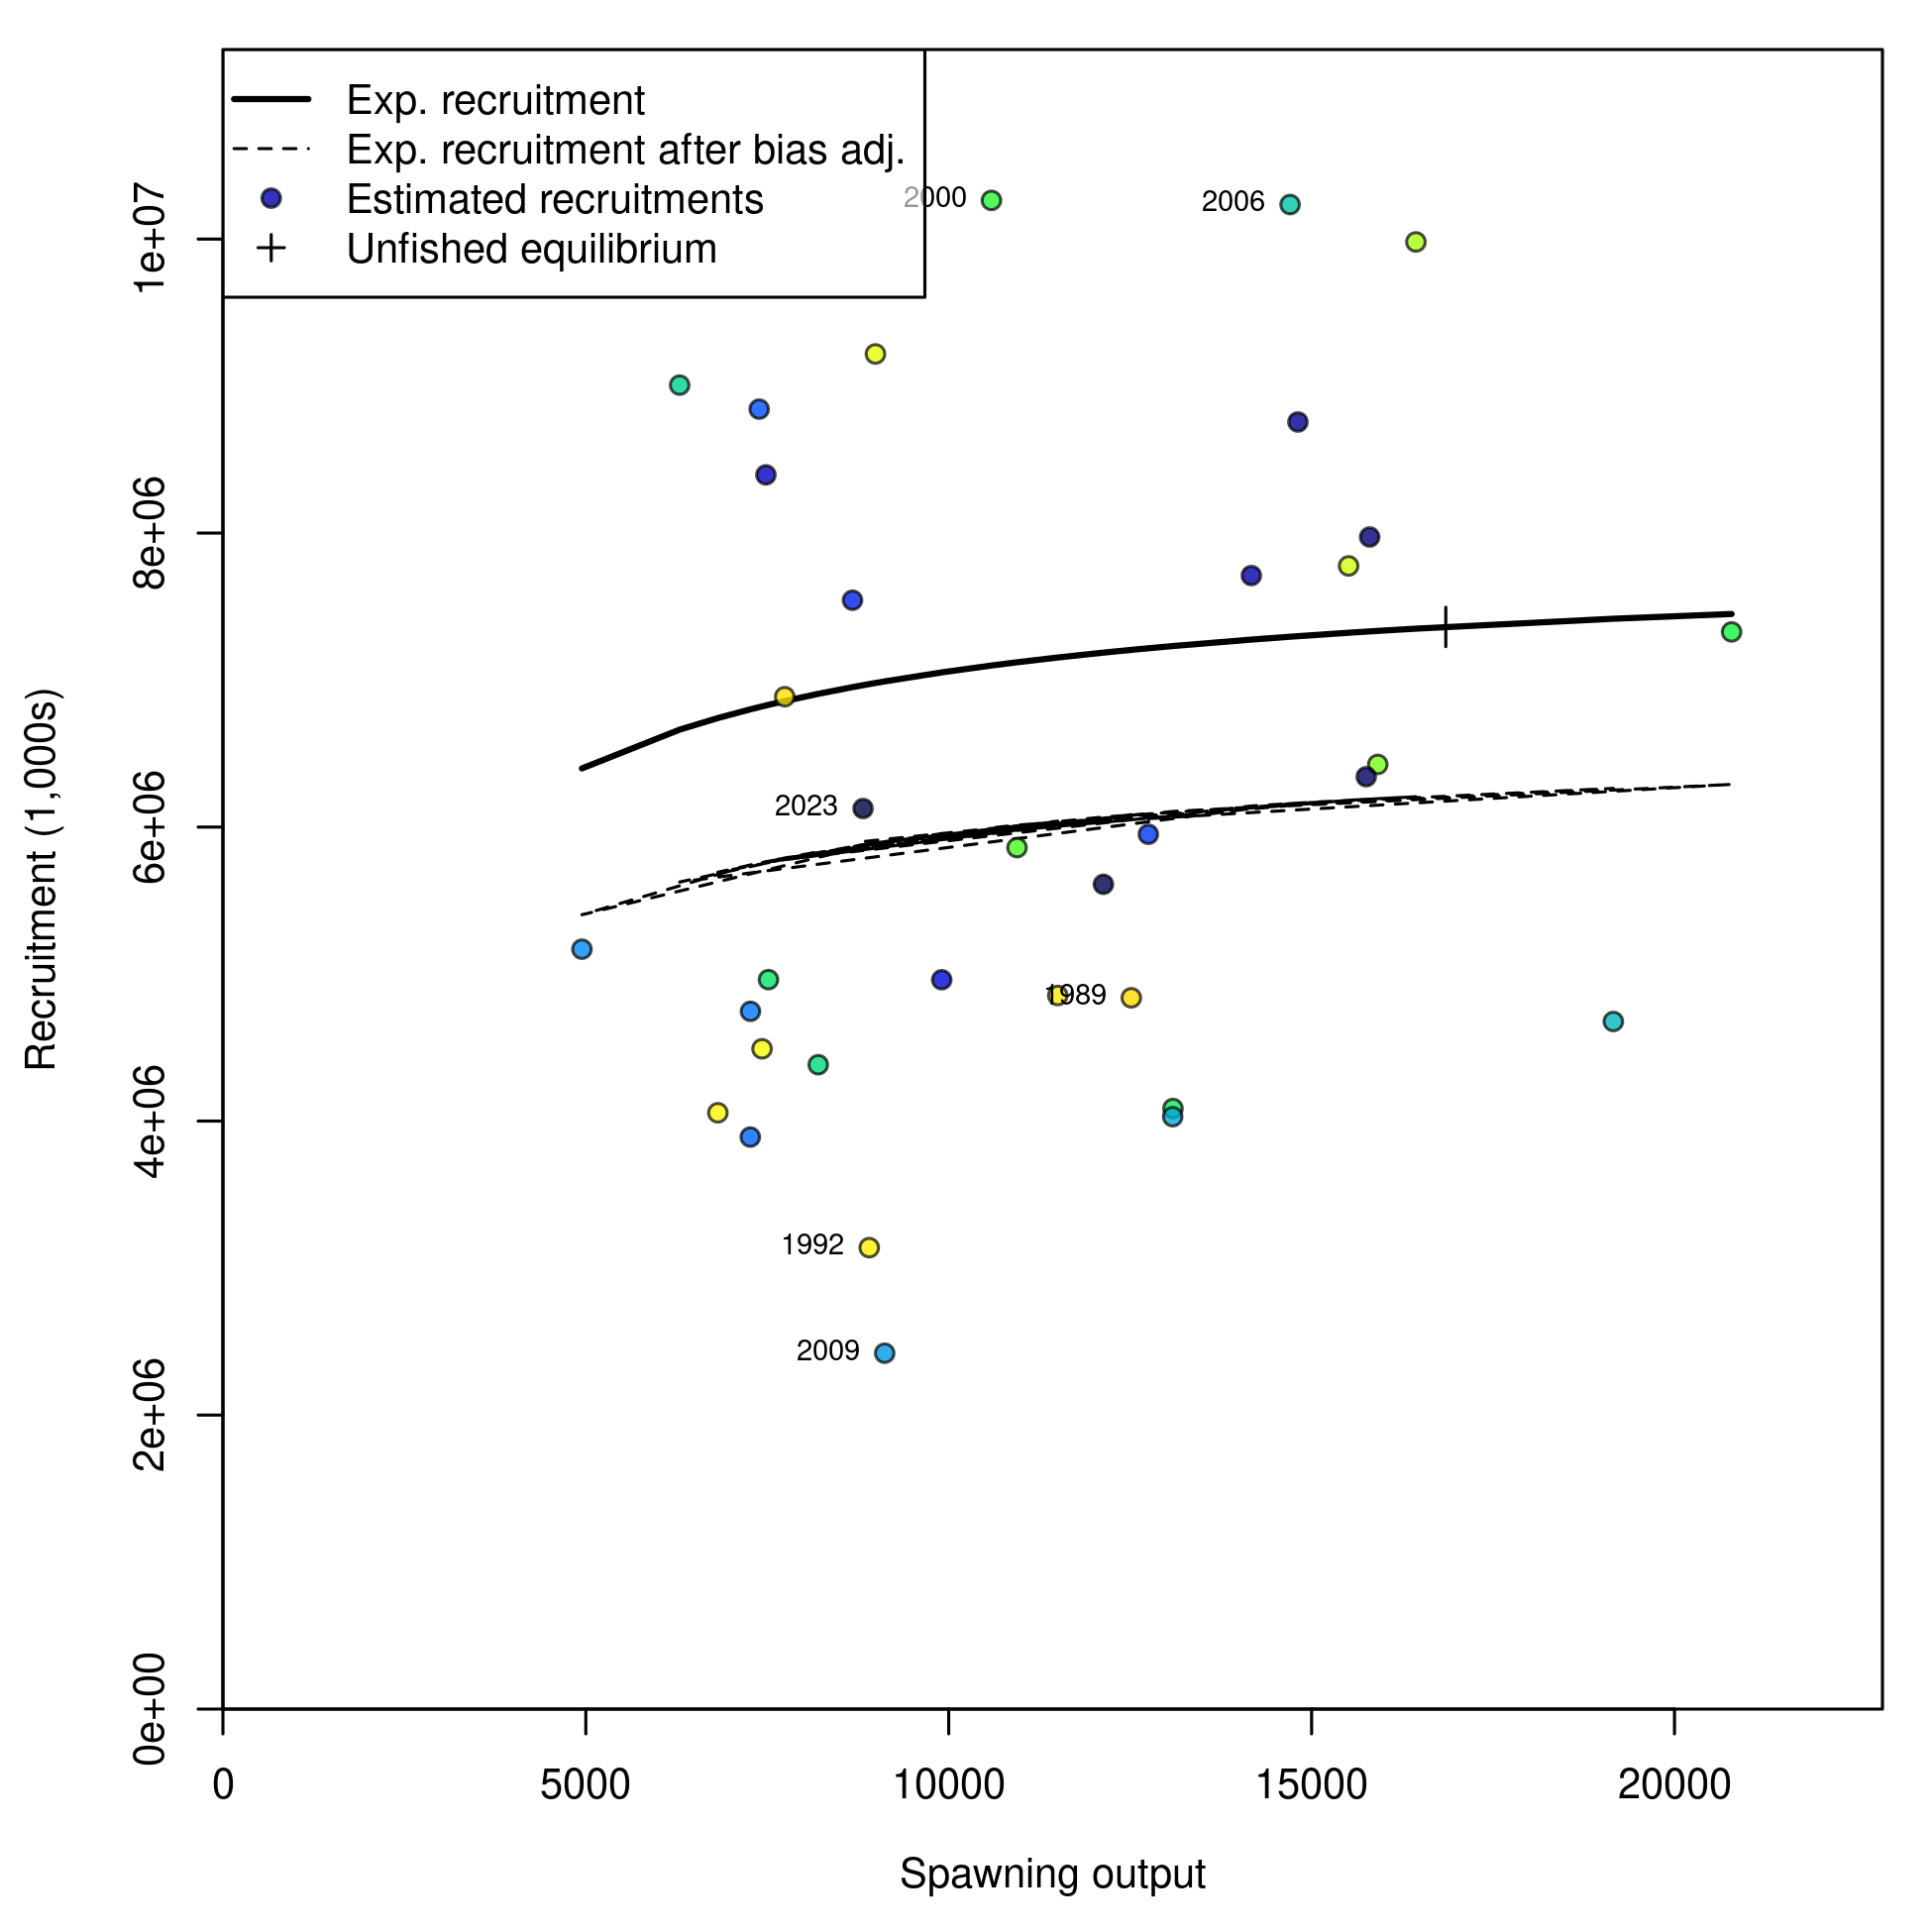 Exp. recruitment
Exp. recruitment after bias adj.
Estimated recruitments
Unfished equilibrium
2000
2006
2023
1989
1992
2009
Recruitment (1,000s)
1e+07
8e+06
6e+06
4e+06
2e+06
0e+00
0 5000 10000 15000 20000
Spawning output